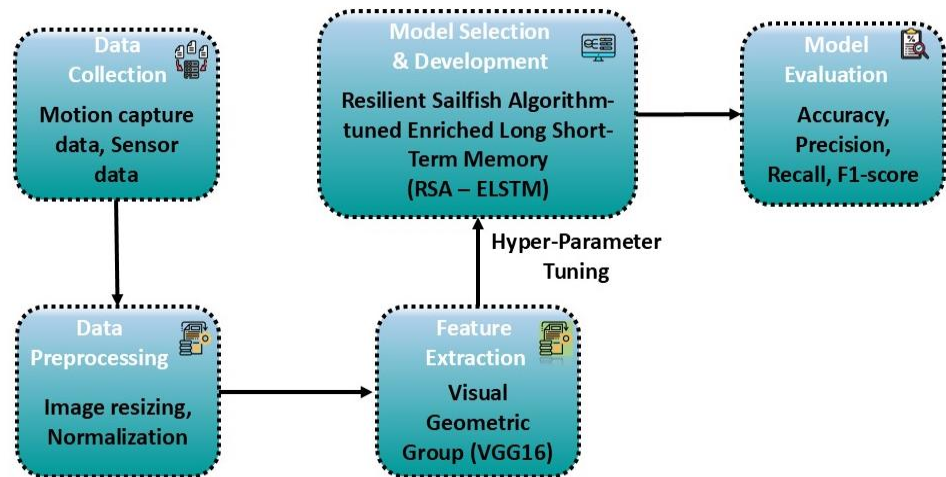 Data
Collection
Motion capture
data, Sensor
data
Data
Preprocessing
Image resizing,
Normalization
Feature
Extraction
Visual
Geometric
Group (VGG16)
Hyper-Parameter
Tuning
Model Selection
& Development
Resilient Sailfish Algorithm-
tuned Enriched Long Short-
Term Memory
(RSA – ELSTM)
Model
Evaluation
Accuracy,
Precision,
Recall, F1-score